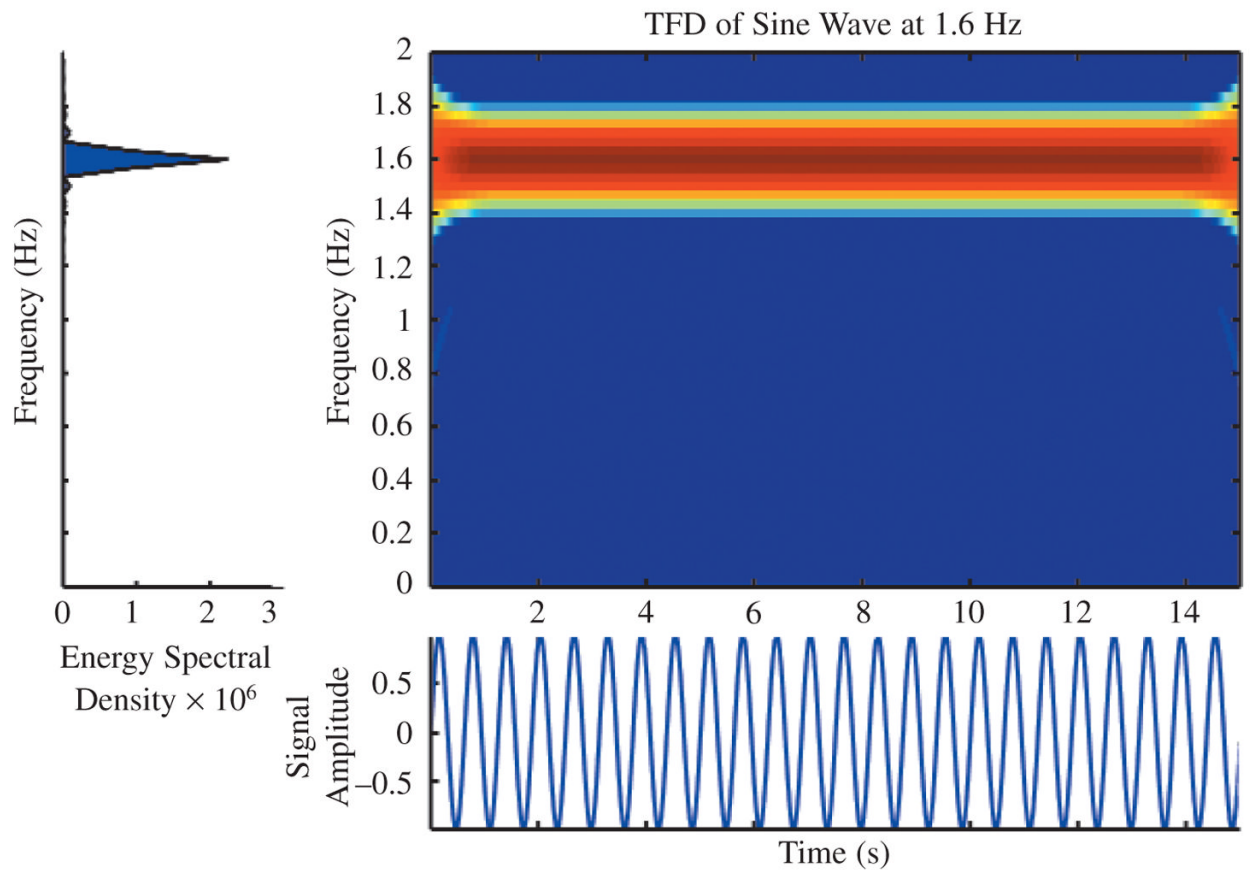 TFD of Sine Wave at 1.6 Hz
Frequency (Hz)
0 1 2 3
Energy Spectral
Density × 10⁶
Frequency (Hz)
2
1.8
1.6
1.4
1.2
1
0.8
0.6
0.4
0.2
0
2 4 6 8 10 12 14
Signal
Amplitude
0.5
0
−0.5
Time (s)